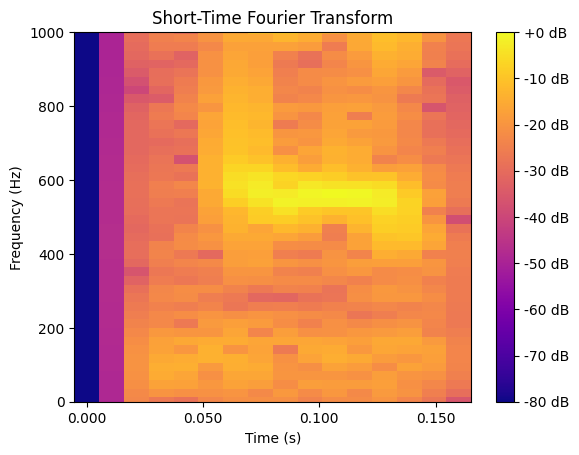 Short-Time Fourier Transform
1000
800
600
400
200
0
Frequency (Hz)
0.000
0.050
0.100
0.150
Time (s)
+0 dB
-10 dB
-20 dB
-30 dB
-40 dB
-50 dB
-60 dB
-70 dB
-80 dB